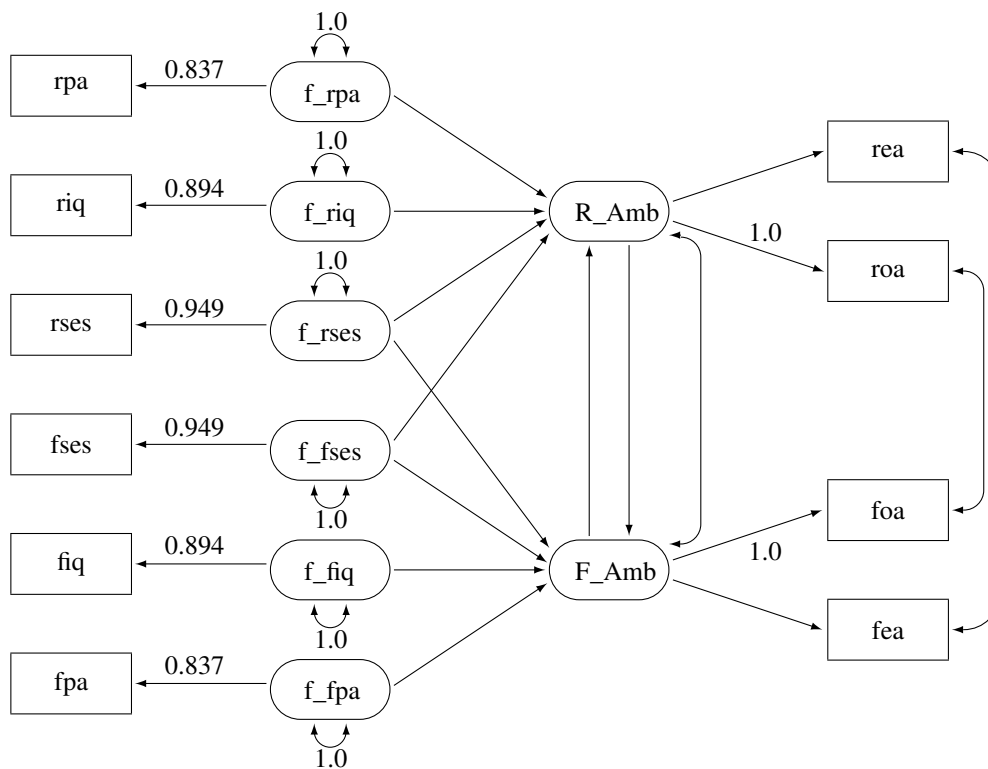 1.0
rpa
0.837
f_rpa
1.0
riq
0.894
f_riq
1.0
rses
0.949
f_rses
fses
0.949
f_fses
1.0
fiq
0.894
f_fiq
1.0
fpa
0.837
f_fpa
1.0
R_Amb
F_Amb
rea
1.0
roa
foa
1.0
fea